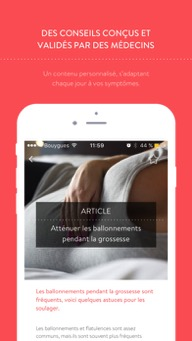 DES CONSEILS CONÇUS ET
VALIDÉS PAR DES MÉDECINS
Un contenu personnalisé, s'adaptant
chaque jour à vos symptômes.
Bouygues 11:59 44 %
ARTICLE
Atténuer les ballonnements
pendant la grossesse
Les ballonnements pendant la grossesse sont
fréquents, voici quelques astuces pour les
soulager.
Les ballonnements et flatulences sont assez
communs, mais ils sont souvent plus fréquents